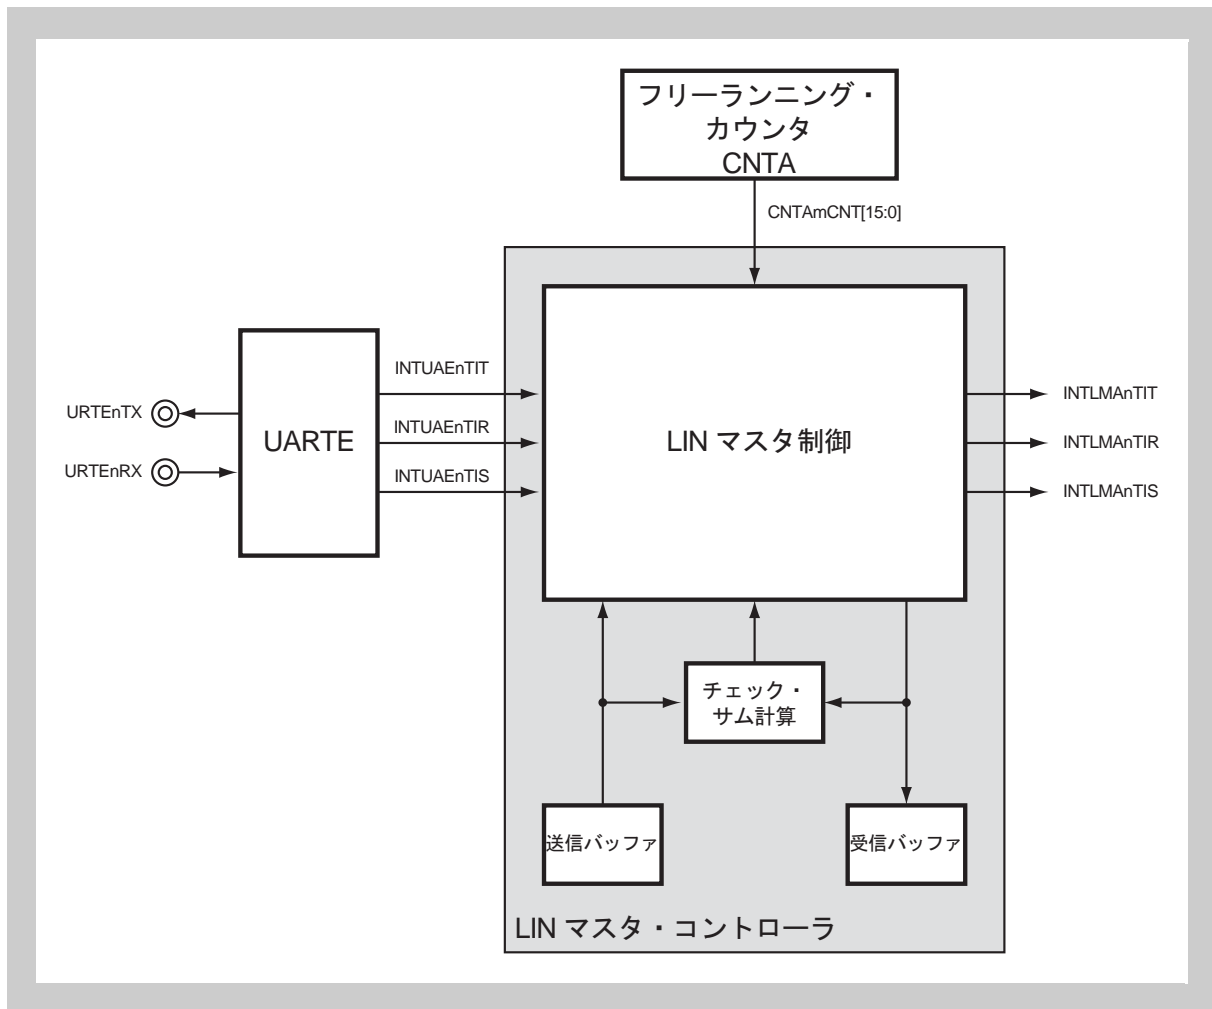 フリーランニング・
カウンタ
CNTA
CNTAmCNT[15:0]
INTUAEnTIT
INTUAEnTIR
INTUAEnTIS
URTEnTX
URTEnRX
UARTE
LIN マスタ制御
INTLMAnTIT
INTLMAnTIR
INTLMAnTIS
チェック・
サム計算
送信バッファ
受信バッファ
LIN マスタ・コントローラ